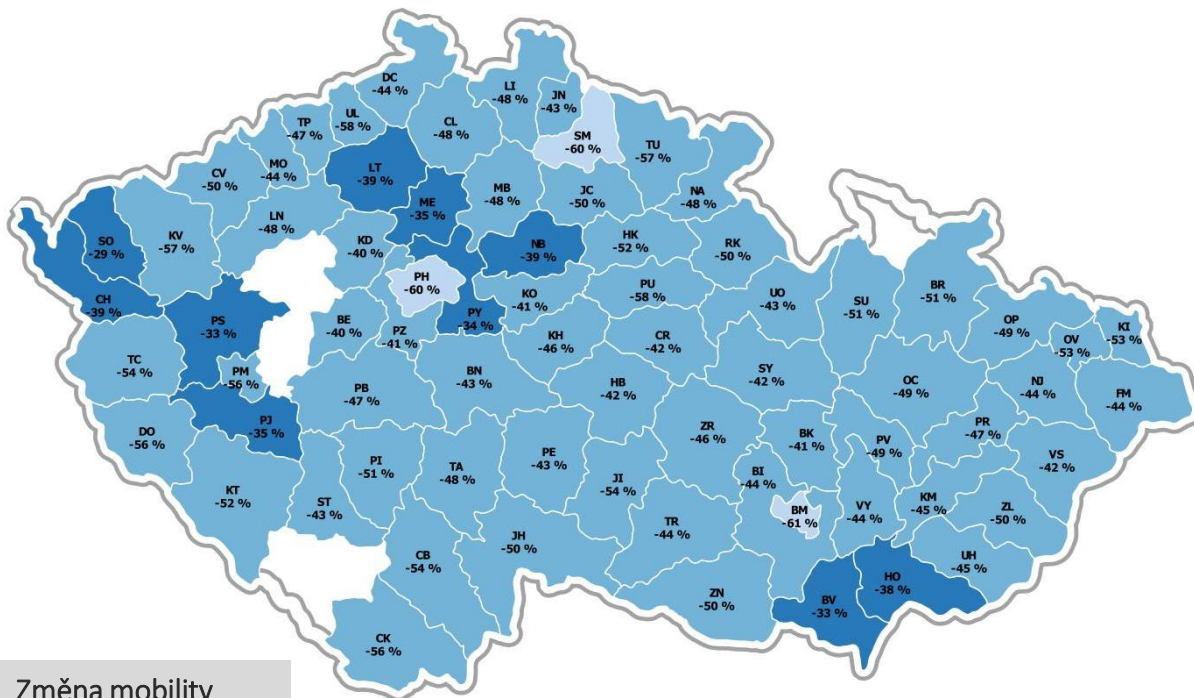 DC
-44 %
LI
-48 %
JN
-43 %
UL
-58 %
TP
-47 %
CL
-48 %
SM
-60 %
TU
-57 %
MO
-44 %
CV
-50 %
LT
-39 %
MB
-48 %
JC
-50 %
NA
-48 %
ME
-35 %
LN
-48 %
KV
-57 %
SO
-29 %
KD
-40 %
NB
-39 %
HK
-52 %
RK
-50 %
PH
-60 %
CH
-39 %
PS
-33 %
BE
-40 %
PZ
-41 %
PY
-34 %
KO
-41 %
PU
-58 %
UO
-43 %
SU
-51 %
BR
-51 %
OP
-49 %
OV
-53 %
KI
-53 %
TC
-54 %
PM
-56 %
KH
-46 %
CR
-42 %
BN
-43 %
SY
-42 %
OC
-49 %
NJ
-44 %
FM
-44 %
PB
-47 %
HB
-42 %
PJ
-35 %
DO
-56 %
ZR
-46 %
BK
-41 %
PV
-49 %
PR
-47 %
VS
-42 %
PI
-51 %
TA
-48 %
PE
-43 %
JI
-54 %
BI
-44 %
KT
-52 %
ST
-43 %
BM
-61 %
VY
-44 %
KM
-45 %
ZL
-50 %
TR
-44 %
JH
-50 %
CB
-54 %
UH
-45 %
HO
-38 %
ZN
-50 %
BV
-33 %
CK
-56 %
Změna mobility